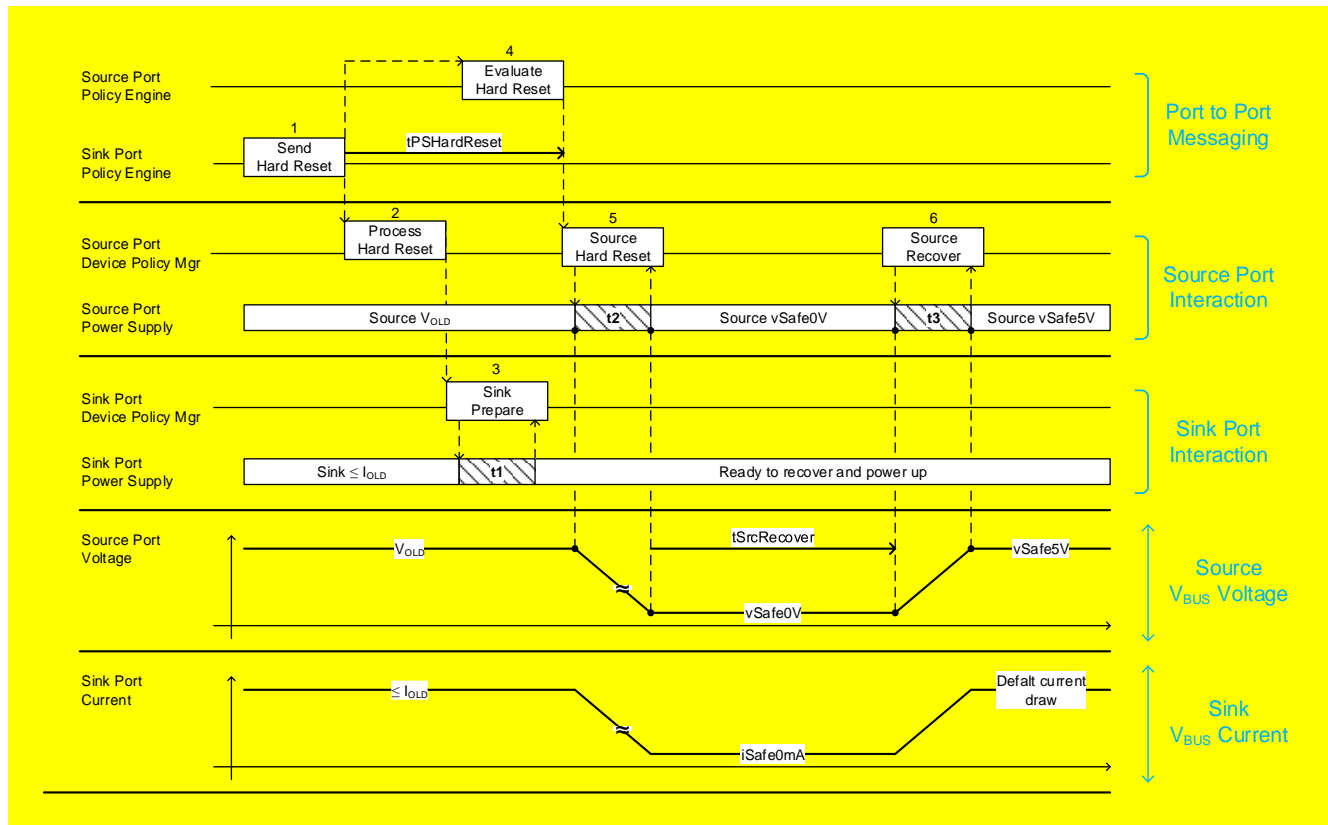 4
Source Port
Policy Engine
Evaluate
Hard Reset
1
Sink Port
Policy Engine
Send
Hard Reset
tPSHardReset
Port to Port
Messaging
2
5
6
Source Port
Device Policy Mgr
Process
Hard Reset
Source
Hard Reset
Source
Recover
Source Port
Power Supply
Source VOLD
t2
Source vSafe0V
t3
Source vSafe5V
Source Port
Interaction
3
Sink Port
Device Policy Mgr
Sink
Prepare
Sink Port
Power Supply
Sink ≤ IOLD
t1
Ready to recover and power up
Sink Port
Interaction
Source Port
Voltage
VOLD
tSrcRecover
vSafe5V
vSafe0V
Source
VBUS Voltage
Sink Port
Current
≤ IOLD
Defalt current
draw
iSafe0mA
Sink
VBUS Current